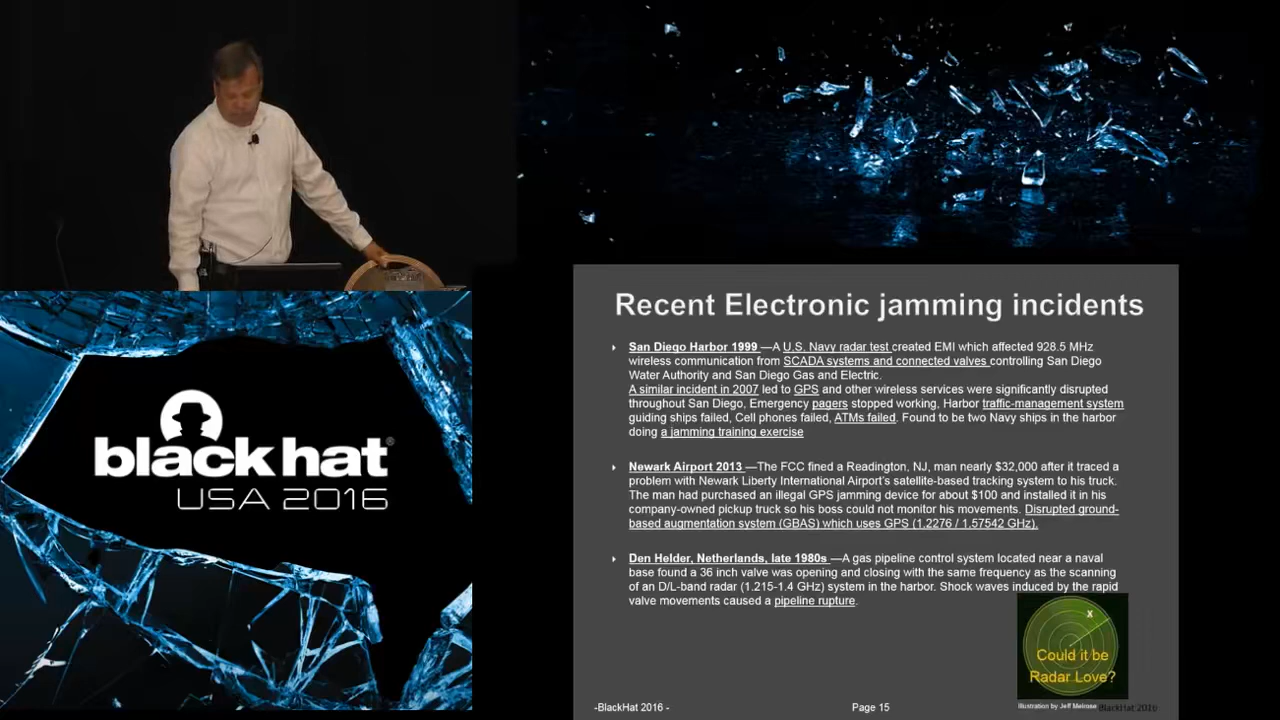 black hat®
USA 2016
Recent Electronic jamming incidents
San Diego Harbor 1999 —A U.S. Navy radar test created EMI which affected 928.5 MHz
wireless communication from SCADA systems and connected valves controlling San Diego
Water Authority and San Diego Gas and Electric.
A similar incident in 2007 led to GPS and other wireless services were significantly disrupted
throughout San Diego, Emergency pagers stopped working, Harbor traffic-management system
guiding ships failed, Cell phones failed, ATMs failed. Found to be two Navy ships in the harbor
doing a jamming training exercise
Newark Airport 2013 —The FCC fined a Readington, NJ, man nearly $32,000 after it traced a
problem with Newark Liberty International Airport's satellite-based tracking system to his truck.
The man had purchased an illegal GPS jamming device for about $100 and installed it in his
company-owned pickup truck so his boss could not monitor his movements. Disrupted ground-
based augmentation system (GBAS) which uses GPS (1.2276 / 1.57542 GHz).
Den Helder, Netherlands, late 1980s —A gas pipeline control system located near a naval
base found a 36 inch valve was opening and closing with the same frequency as the scanning
of an D/L-band radar (1.215-1.4 GHz) system in the harbor. Shock waves induced by the rapid
valve movements caused a pipeline rupture.
X
Could it be
Radar Love?
Illustration by Jeff Melrose BlackHat 2016
-BlackHat 2016 -
Page 15